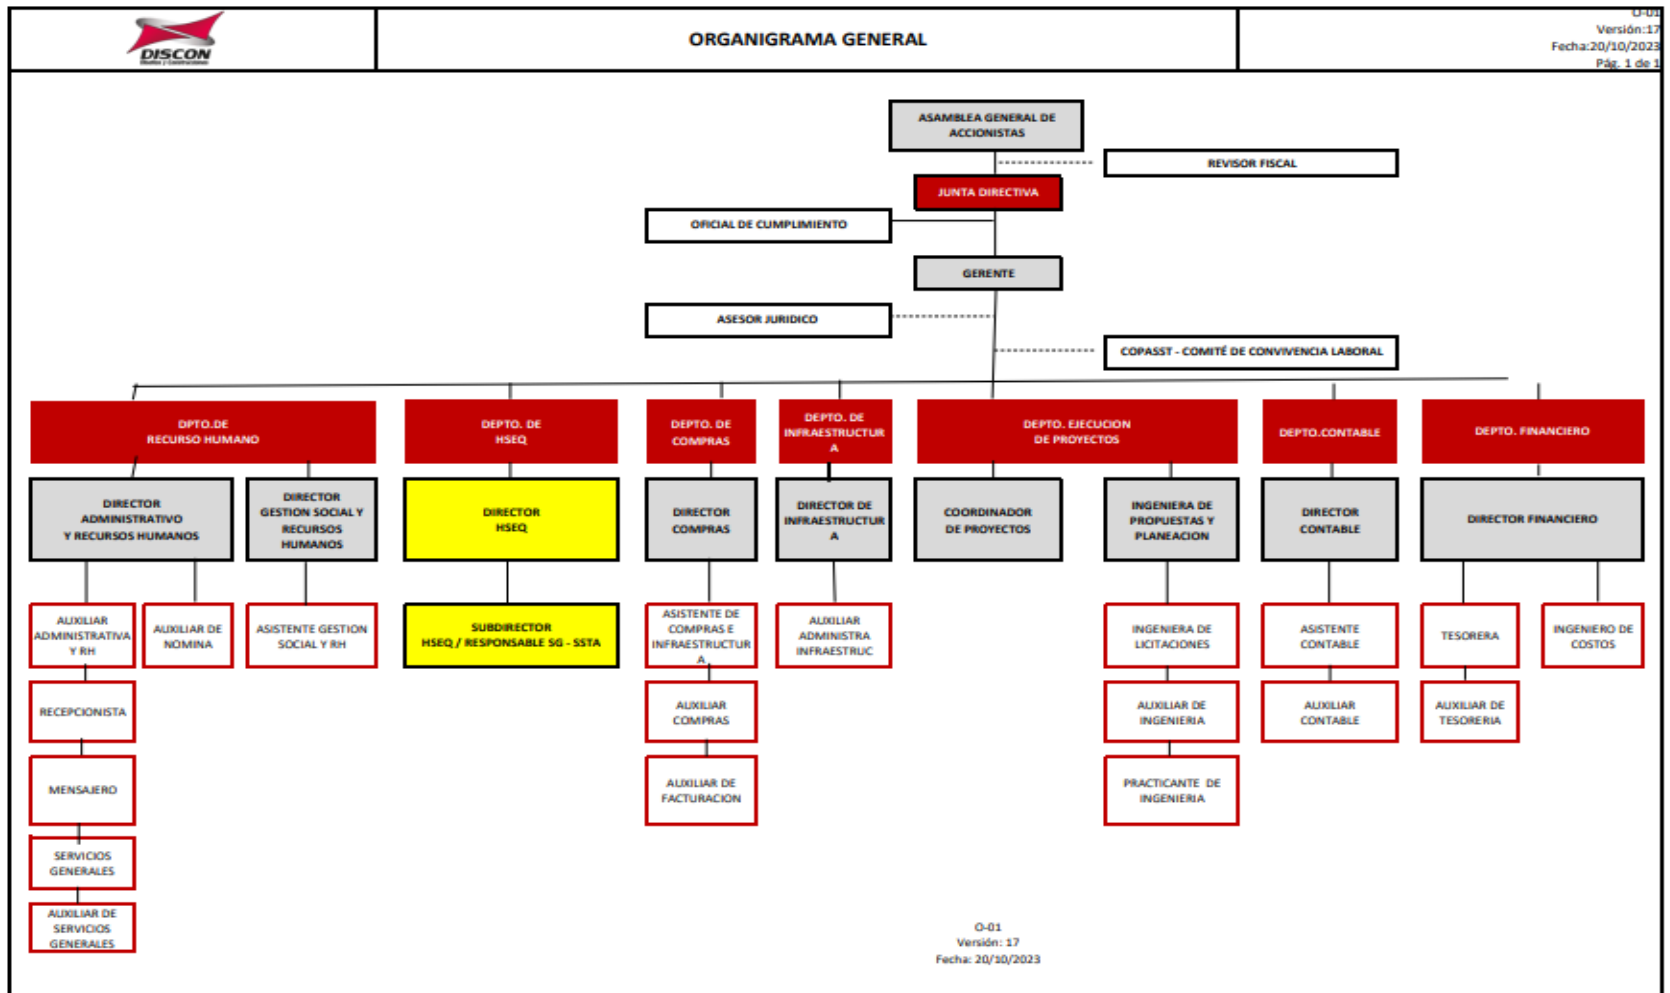 DISCON
Diseños y Construcciones
ORGANIGRAMA GENERAL
O-01
Versión:17
Fecha:20/10/2023
Pág. 1 de 1
ASAMBLEA GENERAL DE
ACCIONISTAS
REVISOR FISCAL
JUNTA DIRECTIVA
OFICIAL DE CUMPLIMIENTO
GERENTE
ASESOR JURIDICO
COPASST - COMITÉ DE CONVIVENCIA LABORAL
DPTO.DE
RECURSO HUMANO
DEPTO. DE
HSEQ
DEPTO. DE
COMPRAS
DEPTO. DE
INFRAESTRUCTUR
A
DEPTO. EJECUCION
DE PROYECTOS
DEPTO.CONTABLE
DEPTO. FINANCIERO
DIRECTOR
ADMINISTRATIVO
Y RECURSOS HUMANOS
DIRECTOR
GESTION SOCIAL Y
RECURSOS
HUMANOS
DIRECTOR
HSEQ
DIRECTOR
COMPRAS
DIRECTOR DE
INFRAESTRUCTUR
A
COORDINADOR
DE PROYECTOS
INGENIERA DE
PROPUESTAS Y
PLANEACION
DIRECTOR
CONTABLE
DIRECTOR FINANCIERO
AUXILIAR
ADMINISTRATIVA
Y RH
AUXILIAR DE
NOMINA
ASISTENTE GESTION
SOCIAL Y RH
SUBDIRECTOR
HSEQ / RESPONSABLE SG - SSTA
ASISTENTE DE
COMPRAS E
INFRAESTRUCTUR
A
AUXILIAR
ADMINISTRA
INFRAESTRUC
INGENIERA DE
LICITACIONES
ASISTENTE
CONTABLE
TESORERA
INGENIERO DE
COSTOS
RECEPCIONISTA
AUXILIAR
COMPRAS
AUXILIAR DE
INGENIERIA
AUXILIAR
CONTABLE
AUXILIAR DE
TESORERIA
MENSAJERO
AUXILIAR DE
FACTURACION
PRACTICANTE DE
INGENIERIA
SERVICIOS
GENERALES
AUXILIAR DE
SERVICIOS
GENERALES
O-01
Versión: 17
Fecha: 20/10/2023